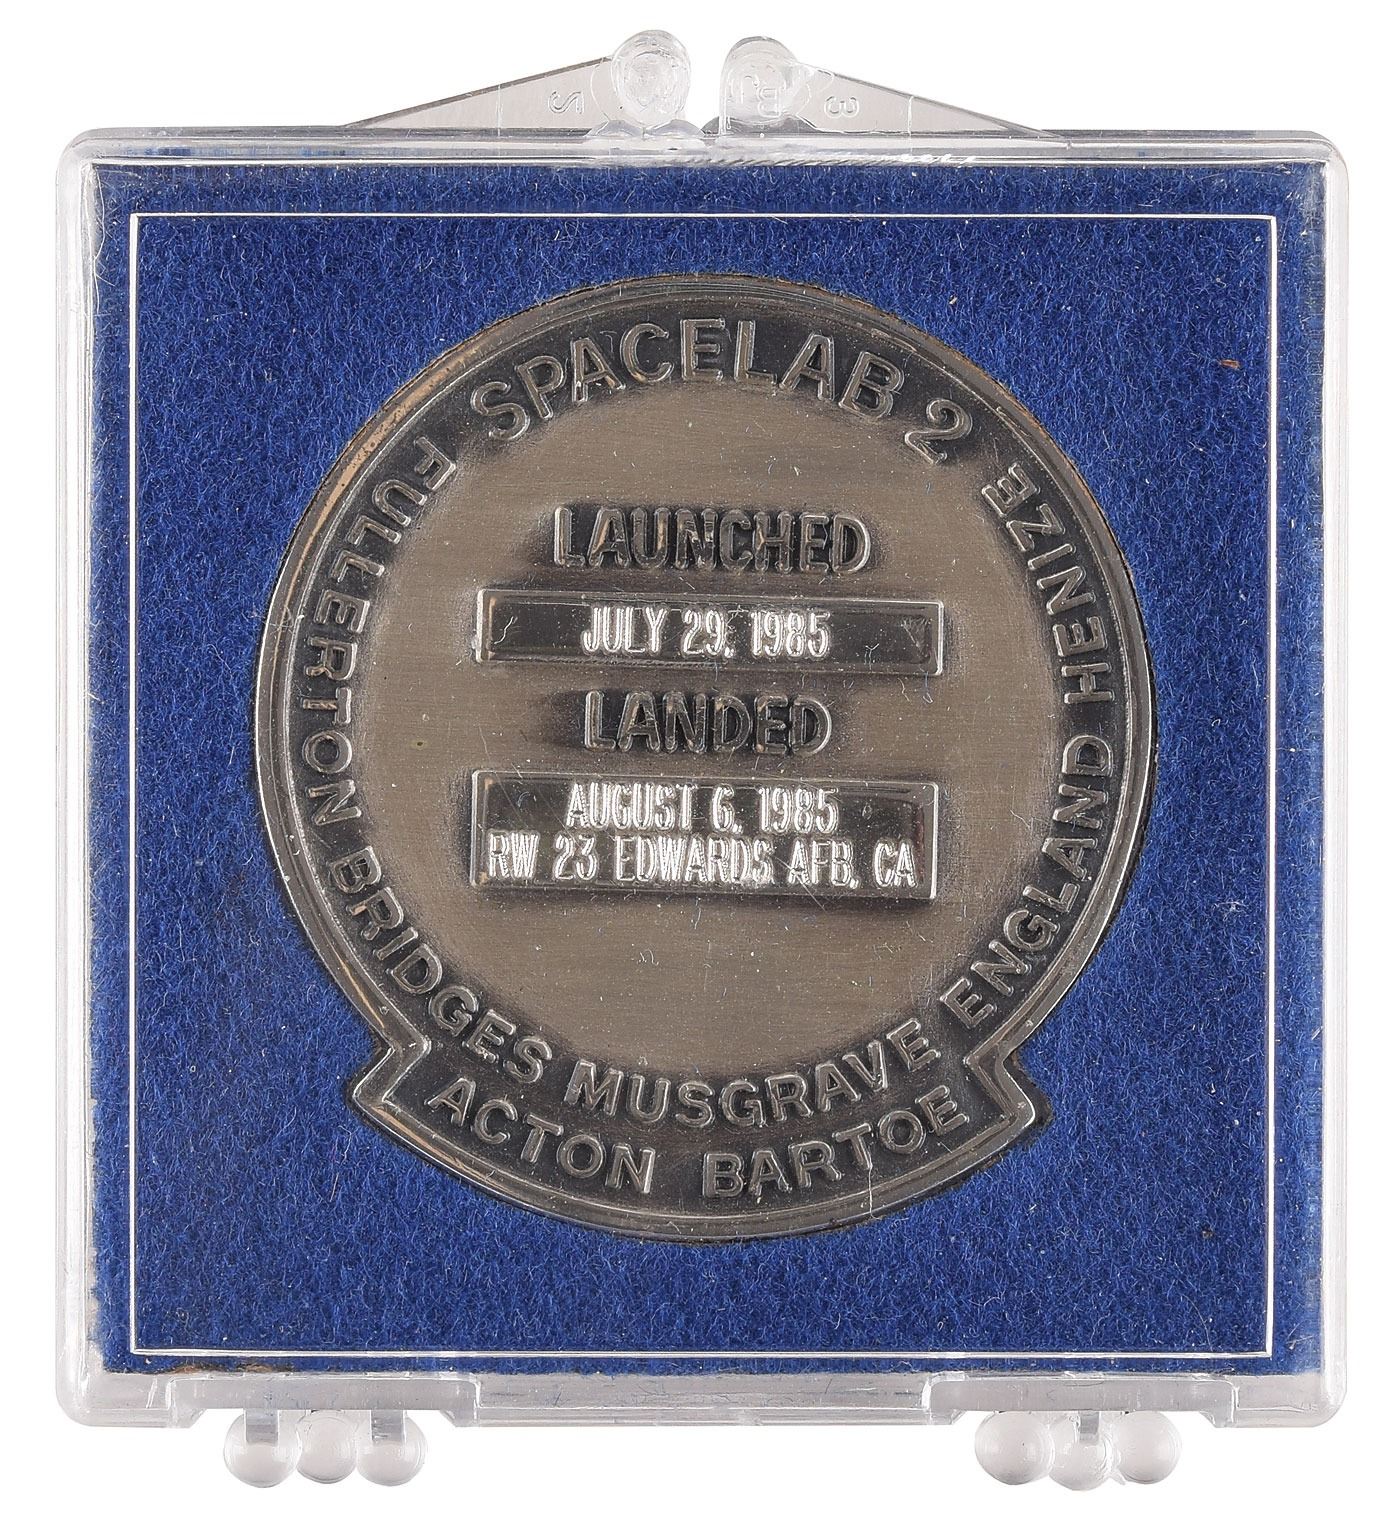 SPACELAB 2
FULLERTON BRIDGES MUSGRAVE ENGLAND HENIZE
LAUNCHED
JULY 29, 1985
LANDED
AUGUST 6, 1985
RW 23 EDWARDS AFB, CA
ACTON BARTOE